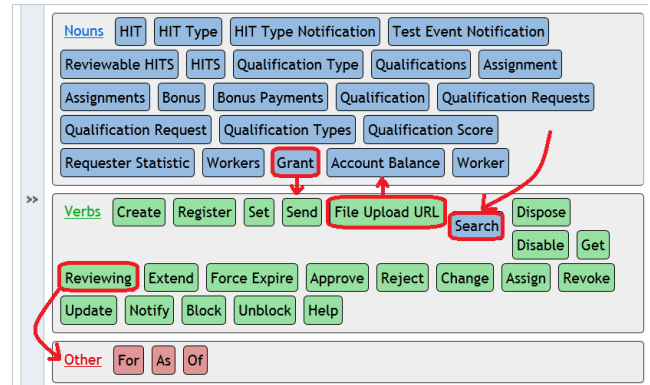 Nouns HIT HIT Type HIT Type Notification Test Event Notification
Reviewable HITS HITS Qualification Type Qualifications Assignment
Assignments Bonus Bonus Payments Qualification Qualification Requests
Qualification Request Qualification Types Qualification Score
Requester Statistic Workers Grant Account Balance Worker
»
Verbs Create Register Set Send File Upload URL Search Dispose
Disable Get
Reviewing Extend Force Expire Approve Reject Change Assign Revoke
Update Notify Block Unblock Help
Other For As Of